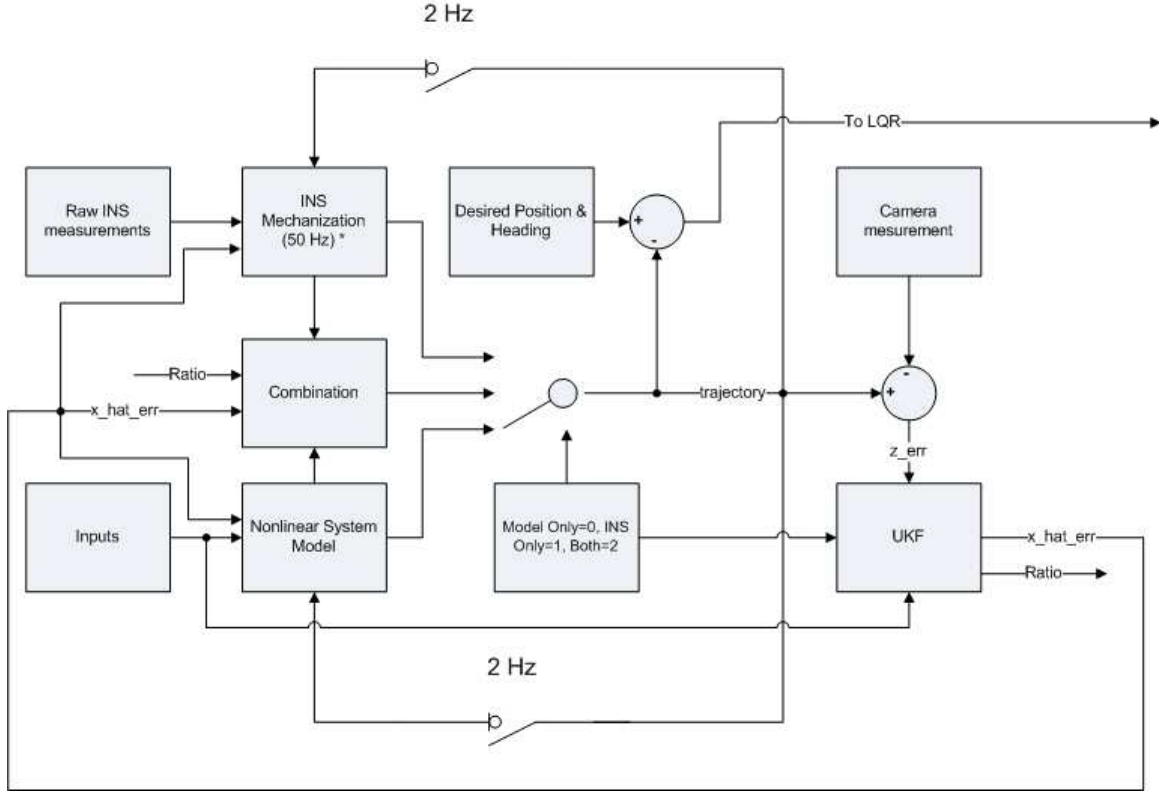 2 Hz
To LQR
Raw INS
measurements
INS
Mechanization
(50 Hz) *
Desired Position &
Heading
+
-
Camera
mesurement
Ratio
Combination
trajectory
-
+
x_hat_err
z_err
Inputs
Nonlinear System
Model
Model Only=0, INS
Only=1, Both=2
UKF
x_hat_err
Ratio
2 Hz